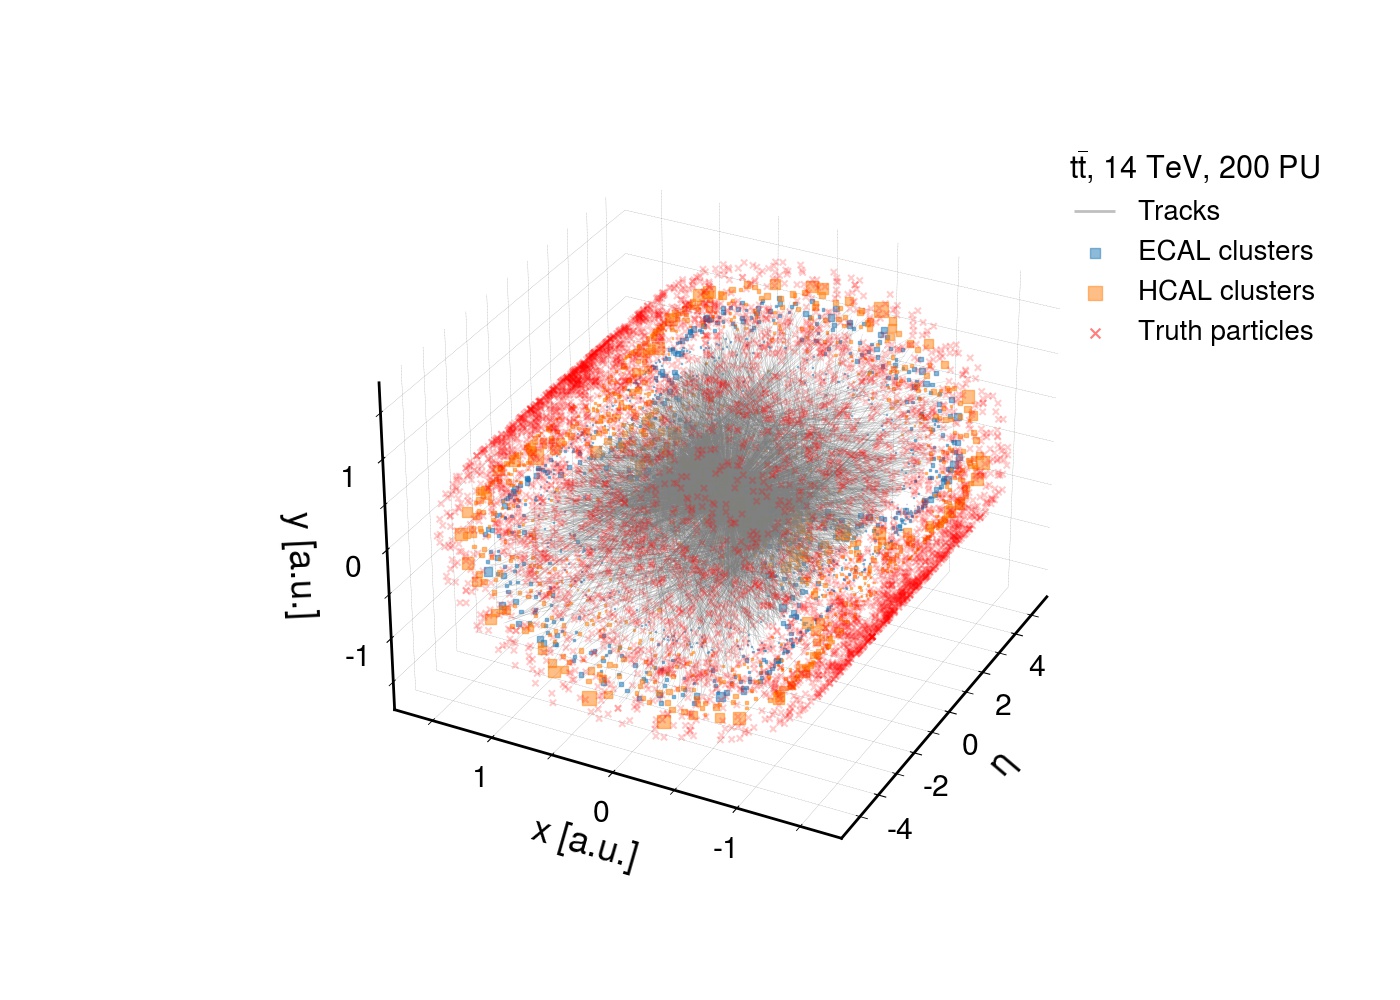 tt̄, 14 TeV, 200 PU
Tracks
ECAL clusters
HCAL clusters
Truth particles
1
0
-1
y [a.u.]
1
0
-1
x [a.u.]
4
2
0
-2
-4
η